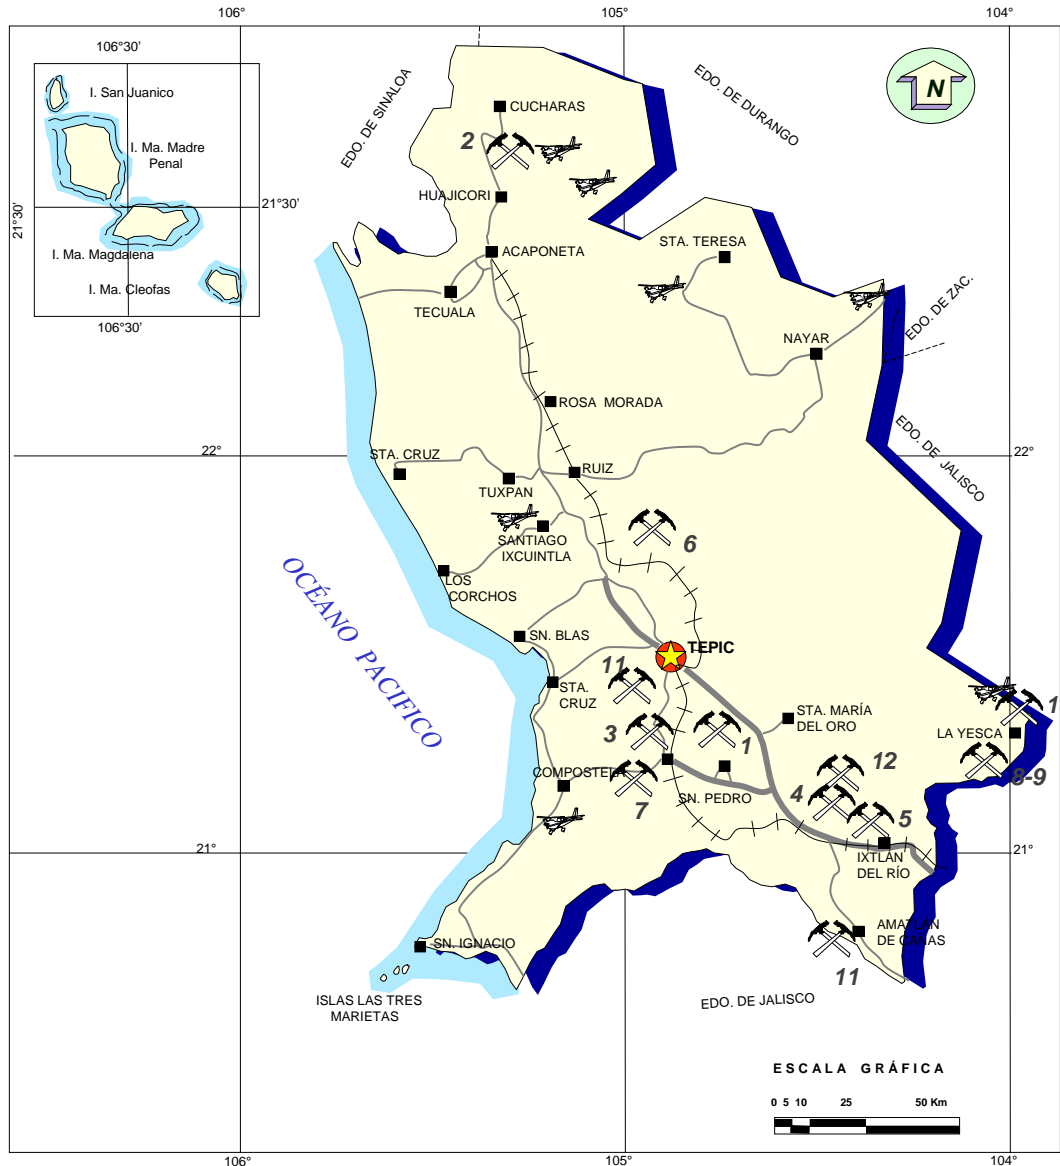 106°
105°
104°
106°30’
I. San Juanico
I. Ma. Madre
Penal
21°30’
21°30’
I. Ma. Magdalena
I. Ma. Cleofas
106°30’
EDO. DE SINALOA
EDO. DE DURANGO
N
CUCHARAS
2
HUAJICORI
ACAPONETA
STA. TERESA
TECUALA
EDO. DE ZAC.
NAYAR
ROSA MORADA
EDO. DE JALISCO
22°
STA. CRUZ
RUIZ
22°
TUXPAN
SANTIAGO
IXCUINTLA
6
OCÉANO PACIFICO
LOS
CORCHOS
SN. BLAS
TEPIC
11
STA.
CRUZ
STA. MARÍA
DEL ORO
1
LA YESCA
3
1
12
COMPOSTELA
8-9
7
SN. PEDRO
4
5
21°
IXTLÁN
DEL RÍO
21°
AMATLAN
DE CAÑAS
SN. IGNACIO
11
ISLAS LAS TRES
MARIETAS
EDO. DE JALISCO
ESCALA GRÁFICA
0 5 10 25 50 Km
106°
105°
104°